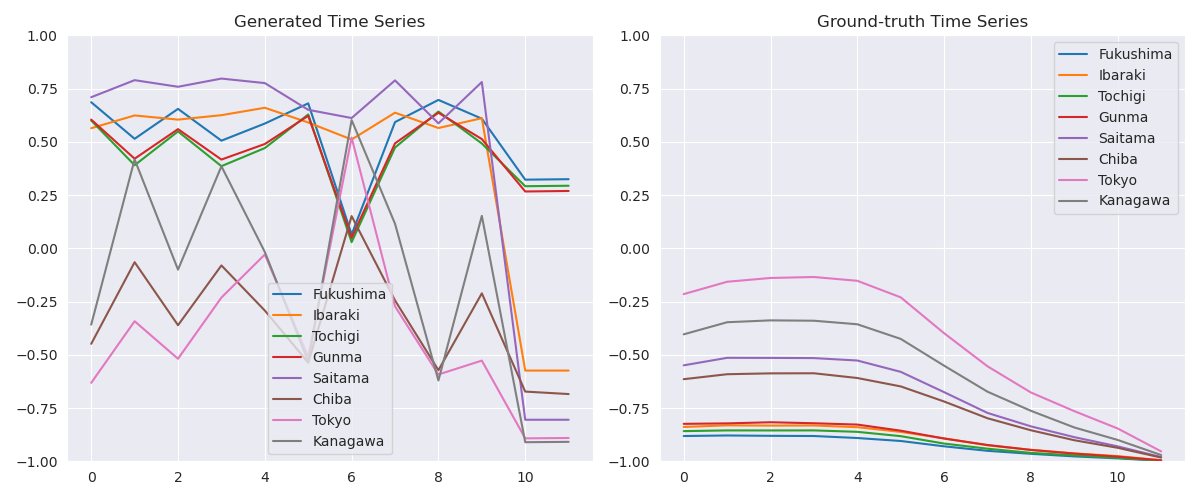 Generated Time Series
1.00
0.75
0.50
0.25
0.00
−0.25
−0.50
−0.75
−1.00
0 2 4 6 8 10
Fukushima
Ibaraki
Tochigi
Gunma
Saitama
Chiba
Tokyo
Kanagawa
Ground-truth Time Series
1.00
0.75
0.50
0.25
0.00
−0.25
−0.50
−0.75
−1.00
0 2 4 6 8 10
Fukushima
Ibaraki
Tochigi
Gunma
Saitama
Chiba
Tokyo
Kanagawa